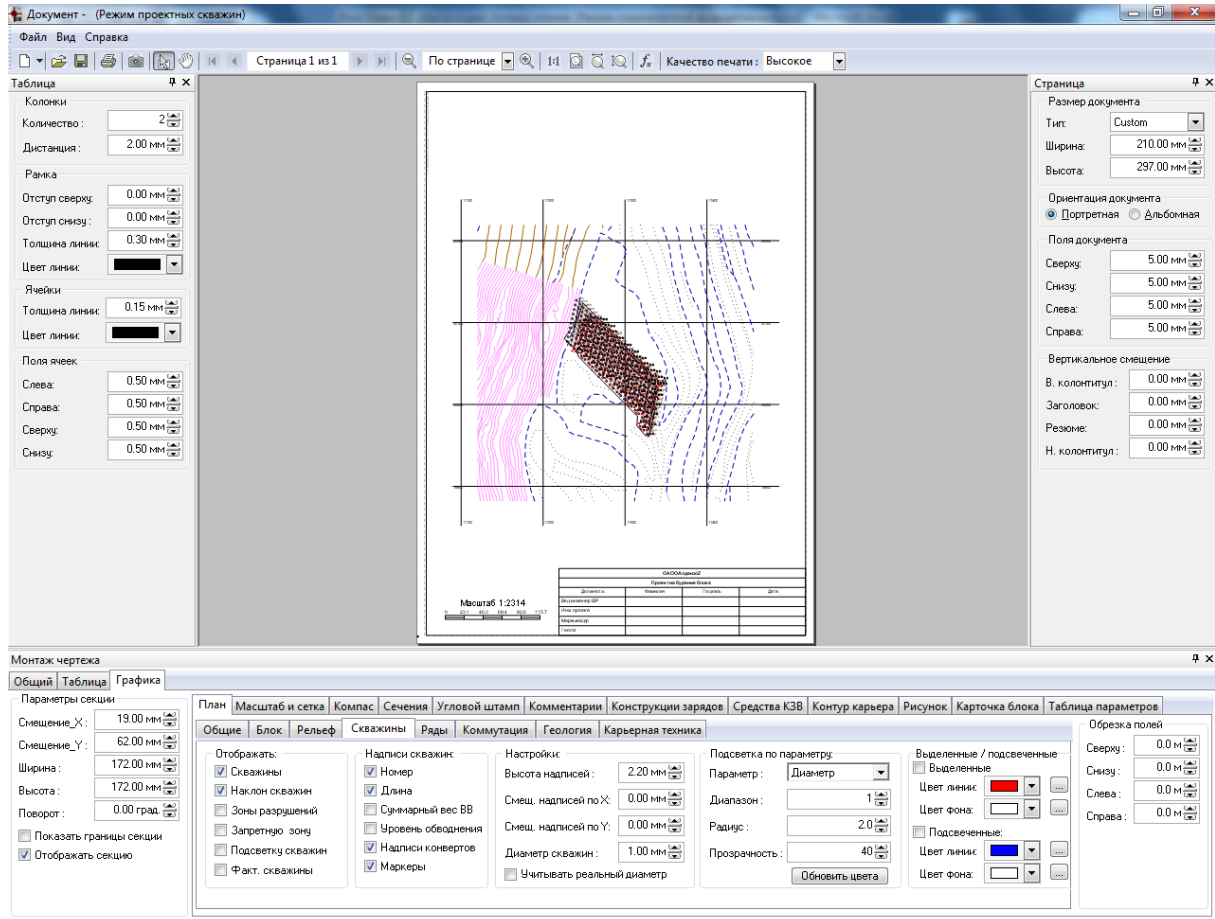 Документ - (Режим проектных скважин)
Файл Вид Справка
Страница 1 из 1 По странице 1:1 Качество печати : Высокое
Таблица
Колонки
Количество : 2
Дистанция : 2.00 мм
Рамка
Отступ сверху: 0.00 мм
Отступ снизу : 0.00 мм
Толщина линии: 0.30 мм
Цвет линии:
Ячейки
Толщина линии: 0.15 мм
Цвет линии:
Поля ячеек
Слева: 0.50 мм
Справа: 0.50 мм
Сверху: 0.50 мм
Снизу: 0.50 мм
Масштаб 1:2314
Должность Фамилия Подпись Дата
Страница
Размер документа
Тип: Custom
Ширина: 210.00 мм
Высота: 297.00 мм
Ориентация документа
Портретная Альбомная
Поля документа
Сверху: 5.00 мм
Снизу: 5.00 мм
Слева: 5.00 мм
Справа: 5.00 мм
Вертикальное смещение
В. колонтитул : 0.00 мм
Заголовок: 0.00 мм
Резюме: 0.00 мм
Н. колонтитул : 0.00 мм
Монтаж чертежа
Общий Таблица Графика
Параметры секции
Смещение_X : 19.00 мм
Смещение_Y : 62.00 мм
Ширина : 172.00 мм
Высота : 172.00 мм
Поворот : 0.00 град.
Показать границы секции
Отображать секцию
План Масштаб и сетка Компас Сечения Угловой штамп Комментарии Конструкции зарядов Средства КЗВ Контур карьера Рисунок Карточка блока Таблица параметров
Общие Блок Рельеф Скважины Ряды Коммутация Геология Карьерная техника
Отображать:
Скважины
Наклон скважин
Зоны разрушений
Запретную зону
Подсветку скважин
Факт. скважины
Надписи скважин:
Номер
Длина
Суммарный вес ВВ
Уровень обводнения
Надписи конвертов
Маркеры
Настройки:
Высота надписей : 2.20 мм
Смещ. надписей по X: 0.00 мм
Смещ. надписей по Y: 0.00 мм
Диаметр скважин : 1.00 мм
Учитывать реальный диаметр
Подсветка по параметру:
Параметр : Диаметр
Диапазон : 1
Радиус : 2.0
Прозрачность : 40
Обновить цвета
Выделенные / подсвеченные
Выделенные
Цвет линии: ...
Цвет фона: ...
Подсвеченные:
Цвет линии: ...
Цвет фона: ...
Обрезка полей
Сверху : 0.0 м
Снизу : 0.0 м
Слева : 0.0 м
Справа : 0.0 м